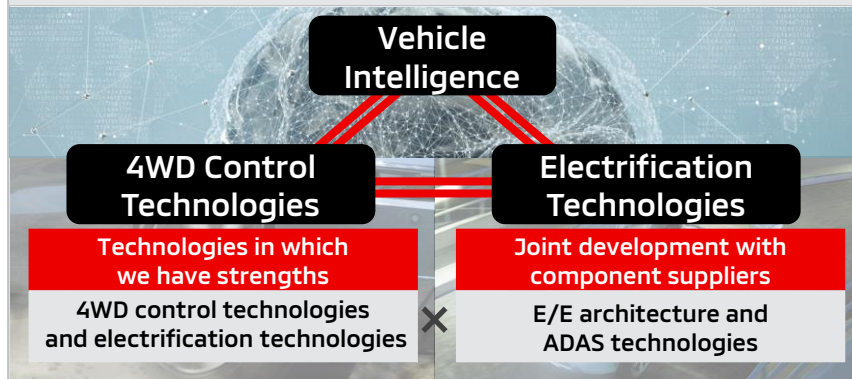 Vehicle
Intelligence
4WD Control
Technologies
Electrification
Technologies
Technologies in which
we have strengths
Joint development with
component suppliers
4WD control technologies
and electrification technologies
×
E/E architecture and
ADAS technologies